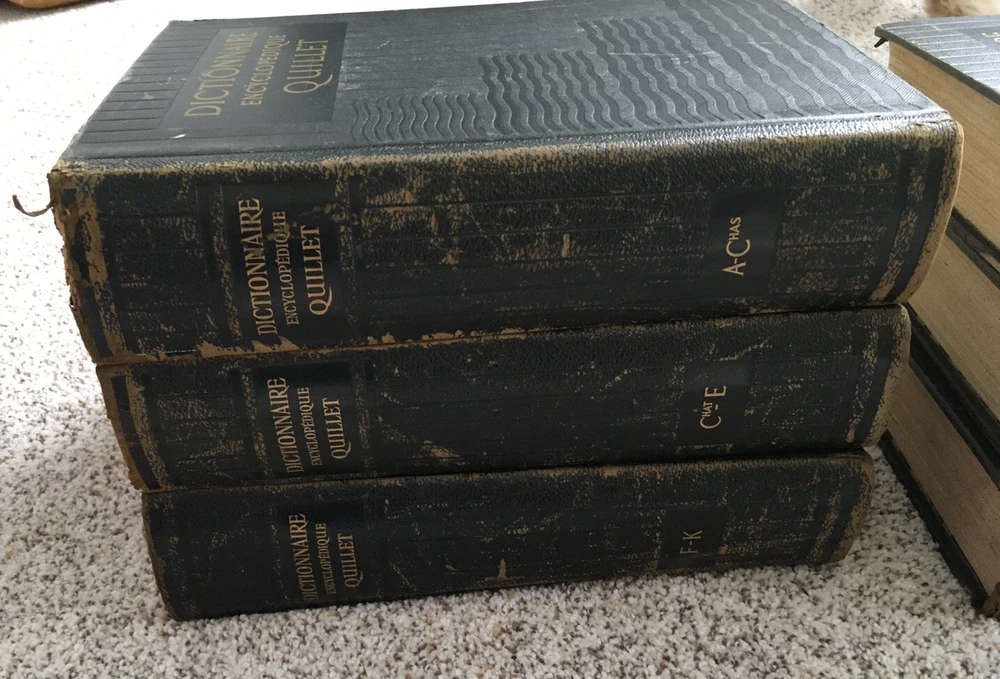 DICTIONNAIRE
ENCYCLOPÉDIQUE
QUILLET
DICTIONNAIRE
ENCYCLOPÉDIQUE
QUILLET
A-CHAS
DICTIONNAIRE
ENCYCLOPÉDIQUE
QUILLET
CHAT-E
DICTIONNAIRE
ENCYCLOPÉDIQUE
QUILLET
F-K